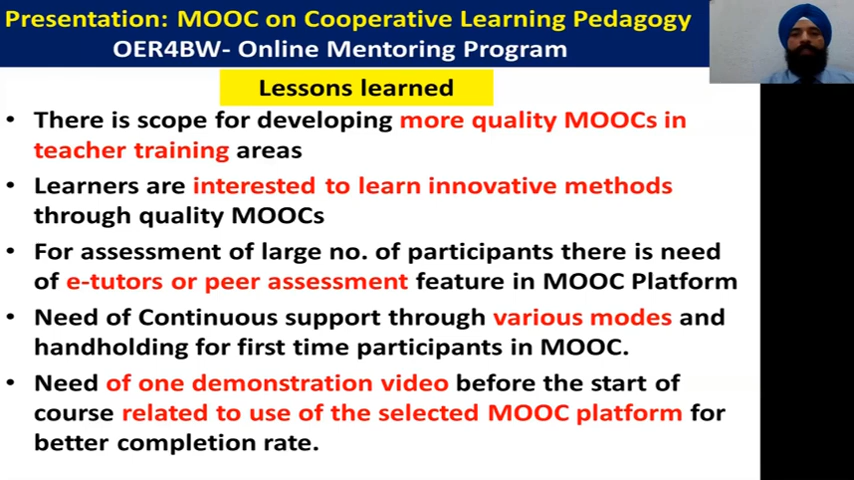 Presentation: MOOC on Cooperative Learning Pedagogy
OER4BW- Online Mentoring Program
Lessons learned
• There is scope for developing more quality MOOCs in
teacher training areas
• Learners are interested to learn innovative methods
through quality MOOCs
• For assessment of large no. of participants there is need
of e-tutors or peer assessment feature in MOOC Platform
• Need of Continuous support through various modes and
handholding for first time participants in MOOC.
• Need of one demonstration video before the start of
course related to use of the selected MOOC platform for
better completion rate.